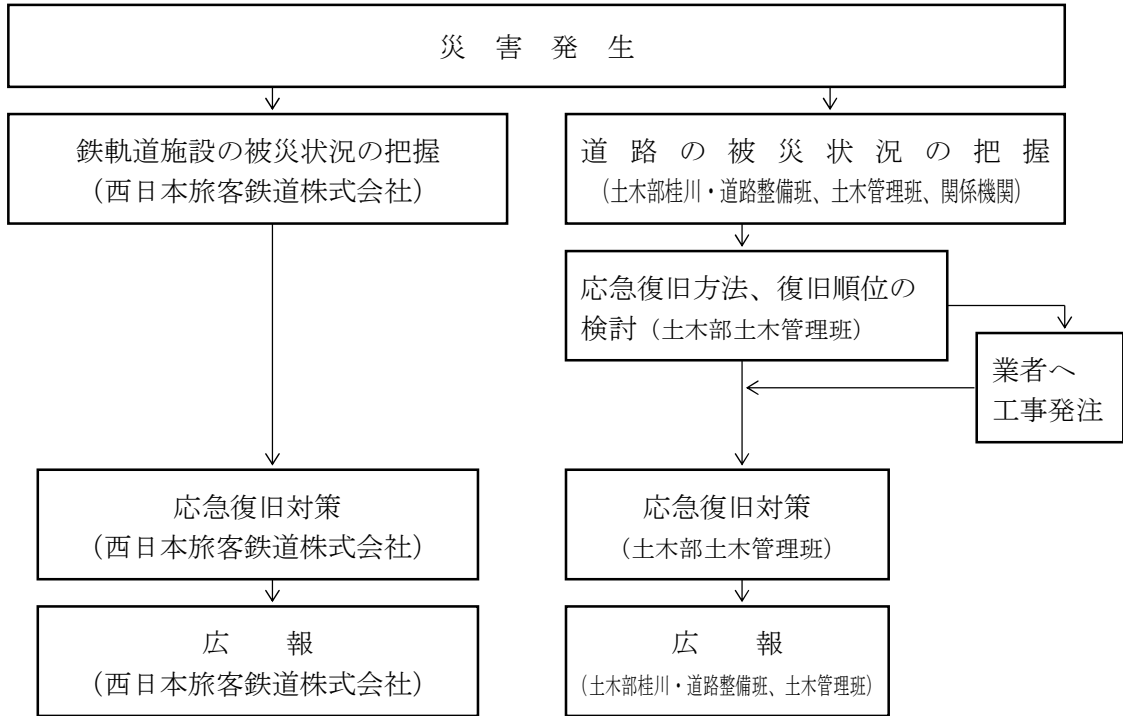 災害発生
鉄軌道施設の被災状況の把握
（西日本旅客鉄道株式会社）
道路の被災状況の把握
（土木部桂川・道路整備班、土木管理班、関係機関）
応急復旧方法、復旧順位の
検討（土木部土木管理班）
業者へ
工事発注
応急復旧対策
（西日本旅客鉄道株式会社）
応急復旧対策
（土木部土木管理班）
広報
（西日本旅客鉄道株式会社）
広報
（土木部桂川・道路整備班、土木管理班）